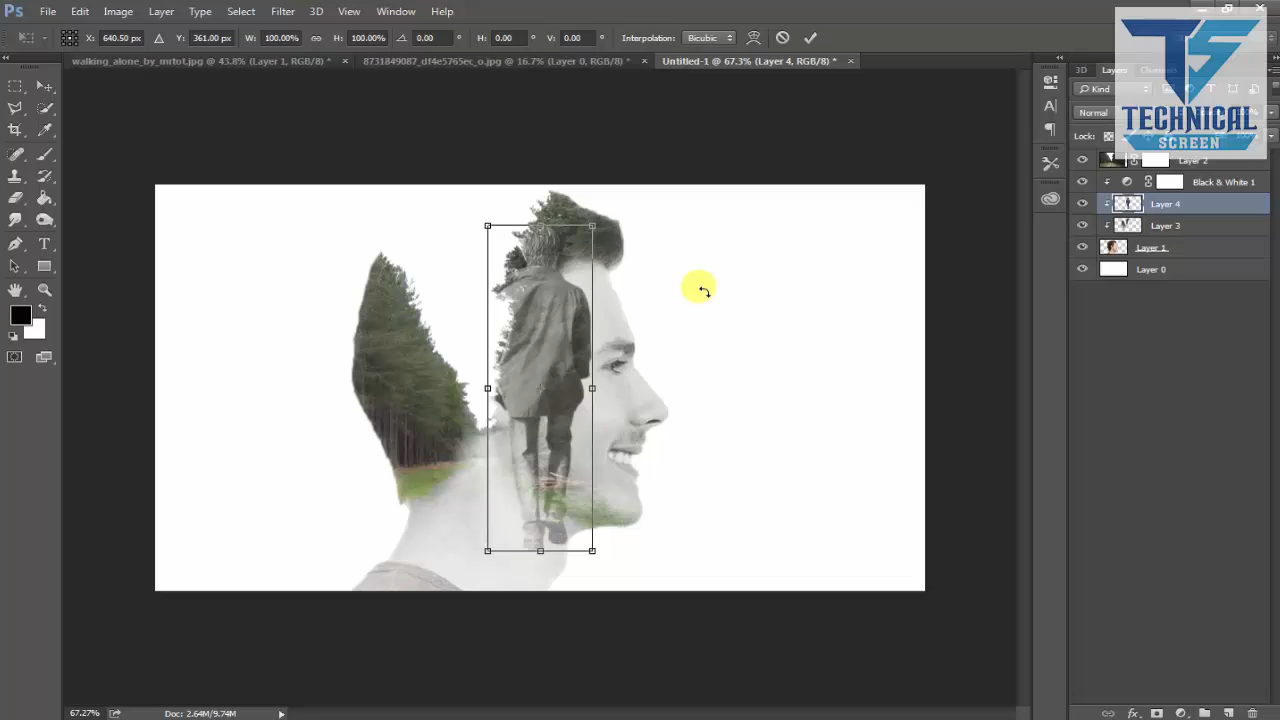 Ps File Edit Image Layer Type Select Filter 3D View Window Help
X: 640.50 px Y: 361.00 px W: 100.00% H: 100.00% 0.00 ° H: 0.00 ° V: 0.00 ° Interpolation: Bicubic
walking_alone_by_mrtot.jpg @ 43.8% (Layer 1, RGB/8) * × 8731849087_df4e5765ec_o.jpg @ 16.7% (Layer 0, RGB/8) * × Untitled-1 @ 67.3% (Layer 4, RGB/8) * ×
3D Layers
Kind
Normal
Lock:
TS
TECHNICAL
SCREEN
Layer 2
Black & White 1
Layer 4
Layer 3
Layer 1
Layer 0
67.27% Doc: 2.64M/9.74M
fx